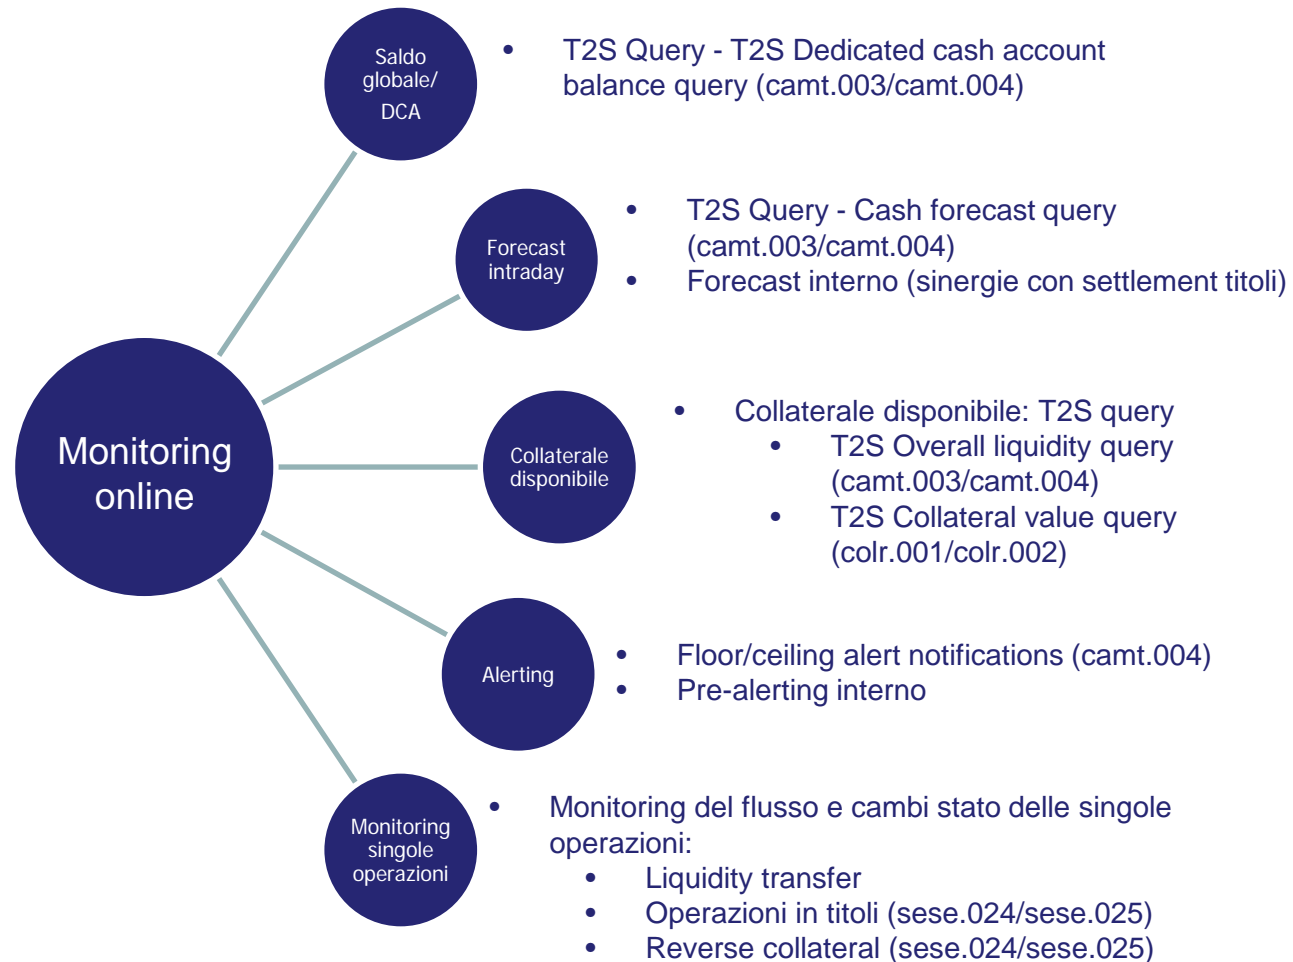 Saldo
globale/
DCA
• T2S Query - T2S Dedicated cash account
balance query (camt.003/camt.004)
Forecast
intraday
• T2S Query - Cash forecast query
(camt.003/camt.004)
• Forecast interno (sinergie con settlement titoli)
Monitoring
online
Collaterale
disponibile
• Collaterale disponibile: T2S query
• T2S Overall liquidity query
(camt.003/camt.004)
• T2S Collateral value query
(colr.001/colr.002)
Alerting
• Floor/ceiling alert notifications (camt.004)
• Pre-alerting interno
Monitoring
singole
operazioni
• Monitoring del flusso e cambi stato delle singole
operazioni:
• Liquidity transfer
• Operazioni in titoli (sese.024/sese.025)
• Reverse collateral (sese.024/sese.025)